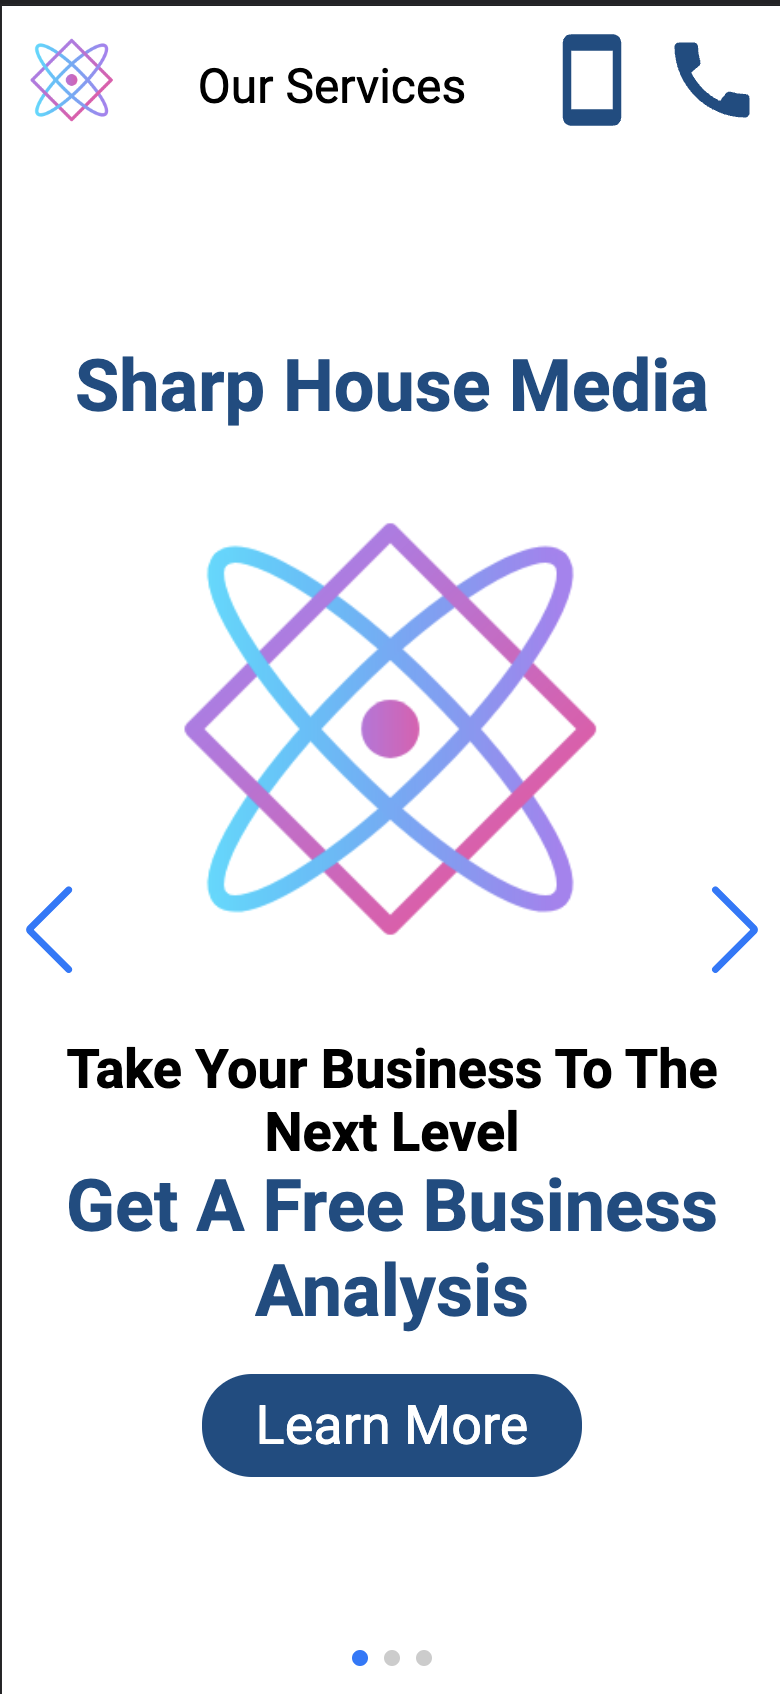 Our Services
Sharp House Media
Take Your Business To The
Next Level
Get A Free Business
Analysis
Learn More